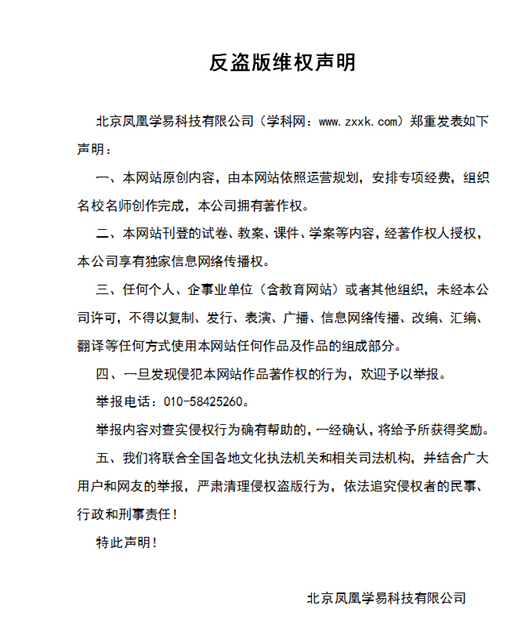 反盗版维权声明
北京凤凰学易科技有限公司（学科网：www.zxxk.com）郑重发表如下
声明：
一、本网站原创内容，由本网站依照运营规划，安排专项经费，组织
名校名师创作完成，本公司拥有著作权。
二、本网站刊登的试卷、教案、课件、学案等内容，经著作权人授权，
本公司享有独家信息网络传播权。
三、任何个人、企事业单位（含教育网站）或者其他组织，未经本公
司许可，不得以复制、发行、表演、广播、信息网络传播、改编、汇编、
翻译等任何方式使用本网站任何作品及作品的组成部分。
四、一旦发现侵犯本网站作品著作权的行为，欢迎予以举报。
举报电话：010-58425260。
举报内容对查实侵权行为确有帮助的，一经确认，将给予所获得奖励。
五、我们将联合全国各地文化执法机关和相关司法机构，并结合广大
用户和网友的举报，严肃清理侵权盗版行为，依法追究侵权者的民事、
行政和刑事责任！
特此声明！
北京凤凰学易科技有限公司